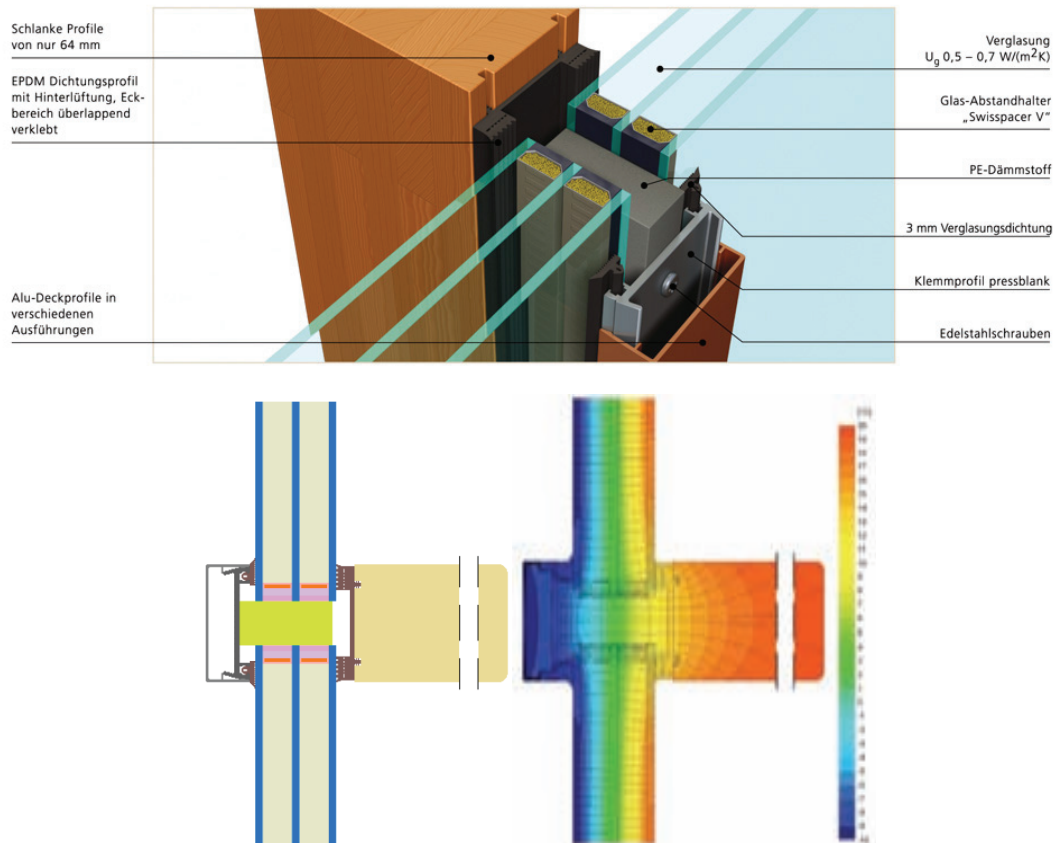 Schlanke Profile
von nur 64 mm
EPDM Dichtungsprofil
mit Hinterlüftung, Eck-
bereich überlappend
verklebt
Alu-Deckprofile in
verschiedenen
Ausführungen
Verglasung
Ug 0,5 – 0,7 W/(m²K)
Glas-Abstandhalter
„Swisspacer V“
PE-Dämmstoff
3 mm Verglasungsdichtung
Klemmprofil pressblank
Edelstahlschrauben